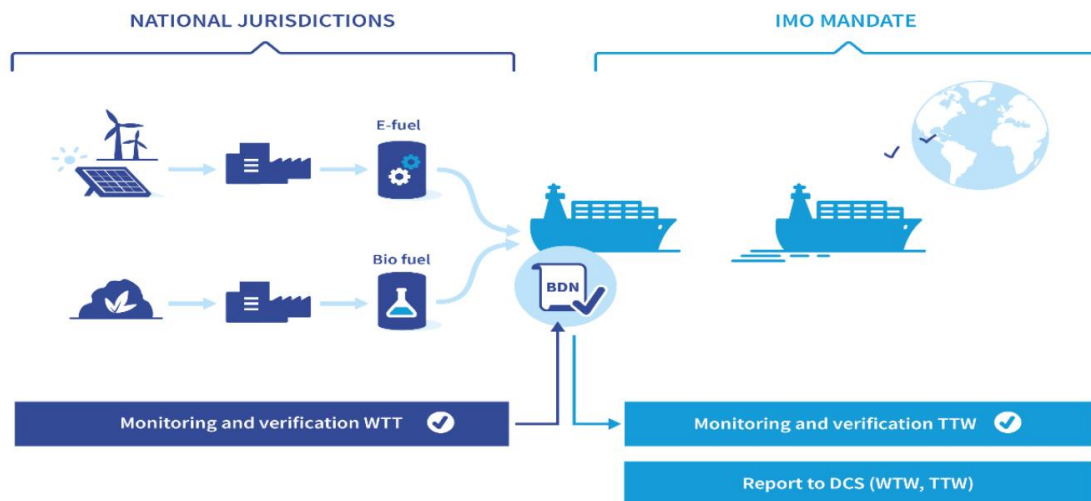 NATIONAL JURISDICTIONS
IMO MANDATE
E-fuel
Bio fuel
BDN
Monitoring and verification WTT
Monitoring and verification TTW
Report to DCS (WTW, TTW)